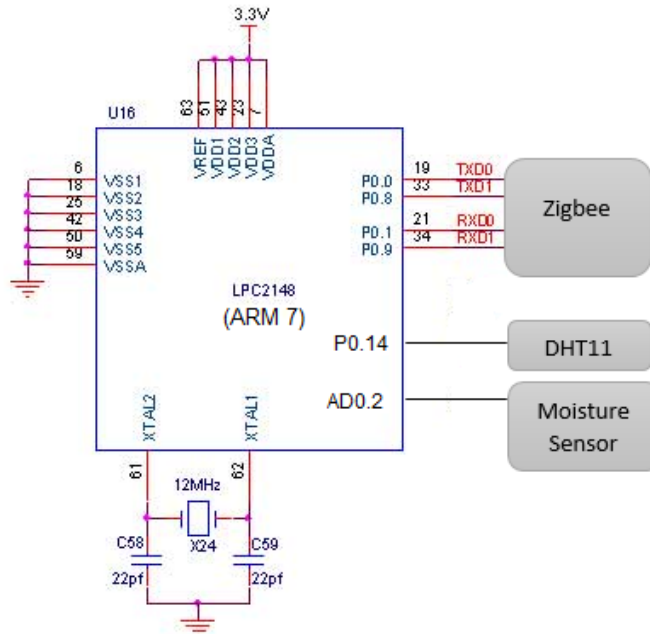 3.3V
U16
63
51
43
23
7
VREF
VDD1
VDD2
VDD3
VDDA
6
VSS1
18
VSS2
25
VSS3
42
VSS4
50
VSS5
59
VSSA
P0.0
19
TXD0
P0.8
33
TXD1
P0.1
21
RXD0
P0.9
34
RXD1
Zigbee
LPC2148
(ARM 7)
P0.14
DHT11
AD0.2
Moisture
Sensor
XTAL2
XTAL1
61
62
12MHz
X24
C58
22pf
C59
22pf